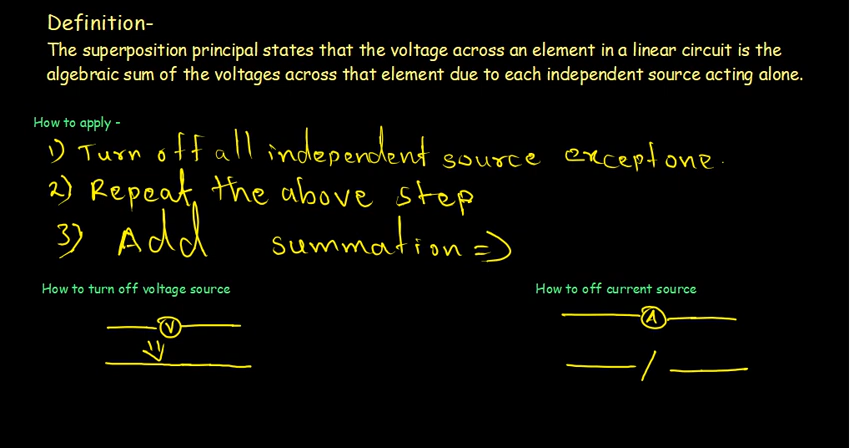 Definition-
The superposition principal states that the voltage across an element in a linear circuit is the
algebraic sum of the voltages across that element due to each independent source acting alone.
How to apply -
1) Turn off all independent source except one.
2) Repeat the above step
3) Add summation =>
How to turn off voltage source
How to off current source
V
A